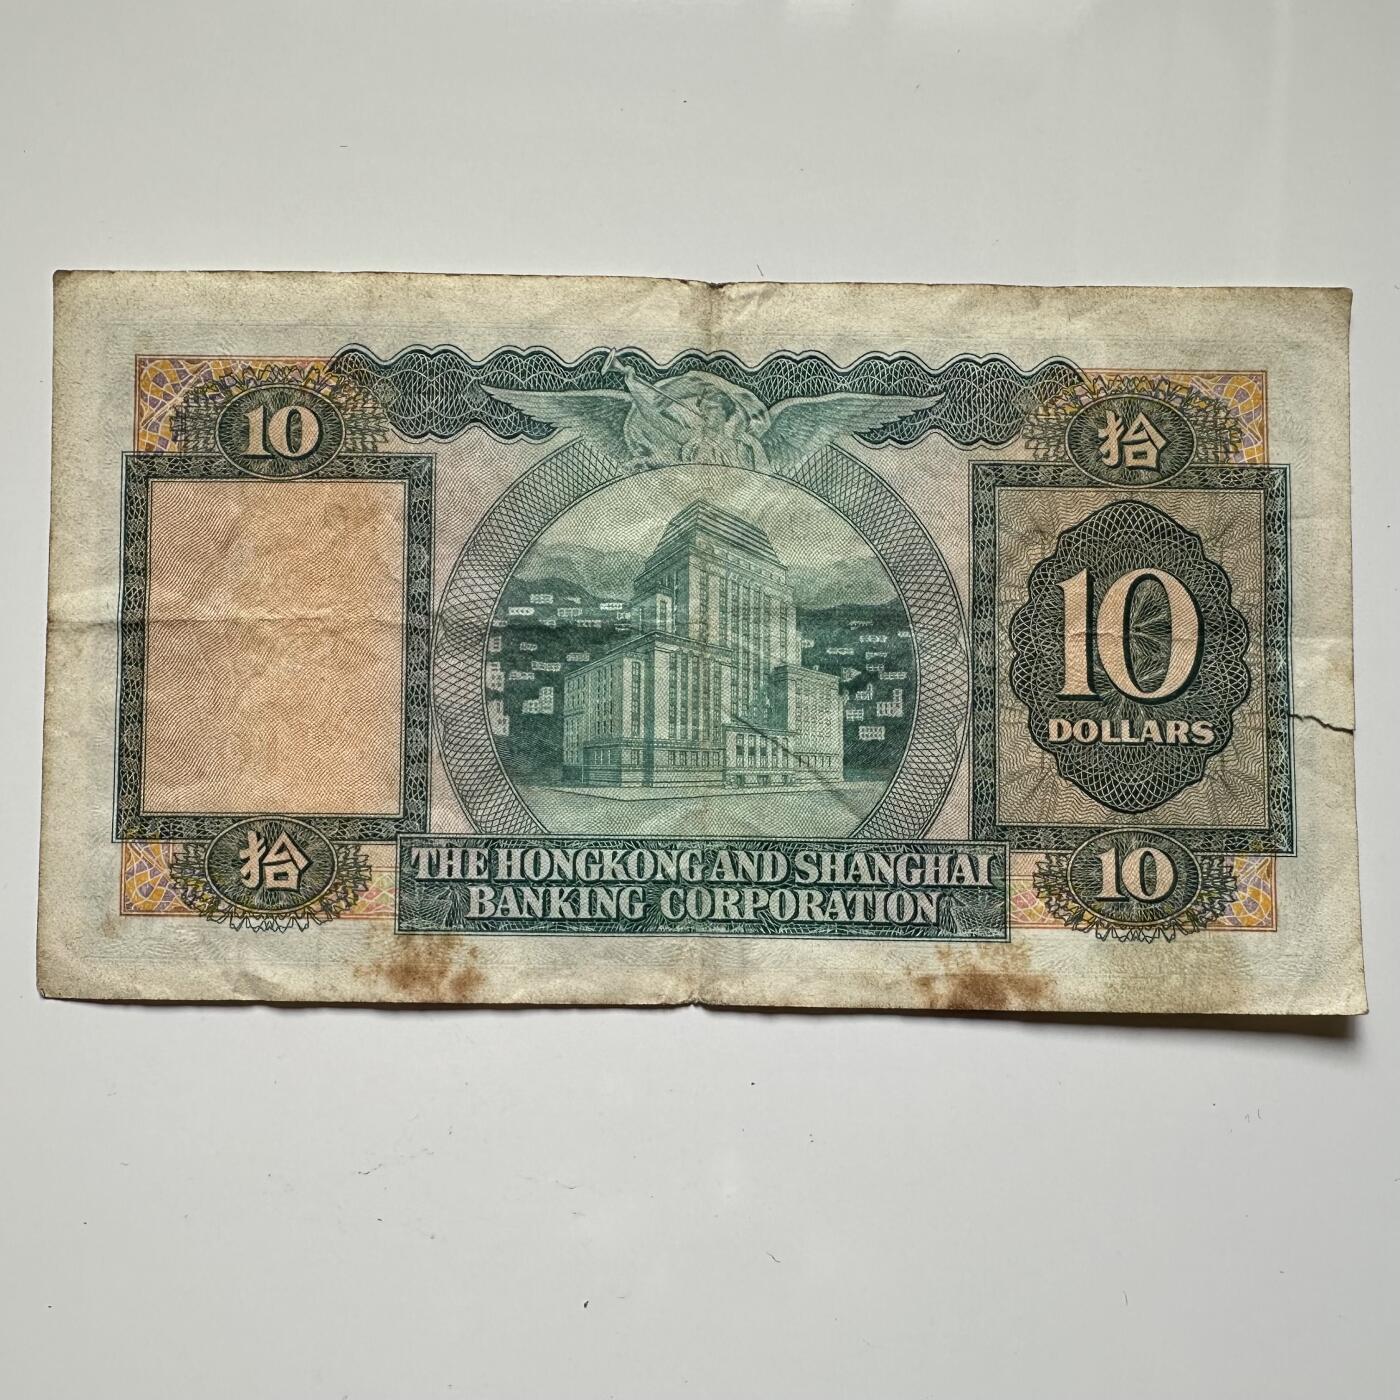 10
拾
10
DOLLARS
拾
THE HONGKONG AND SHANGHAI
BANKING CORPORATION
10